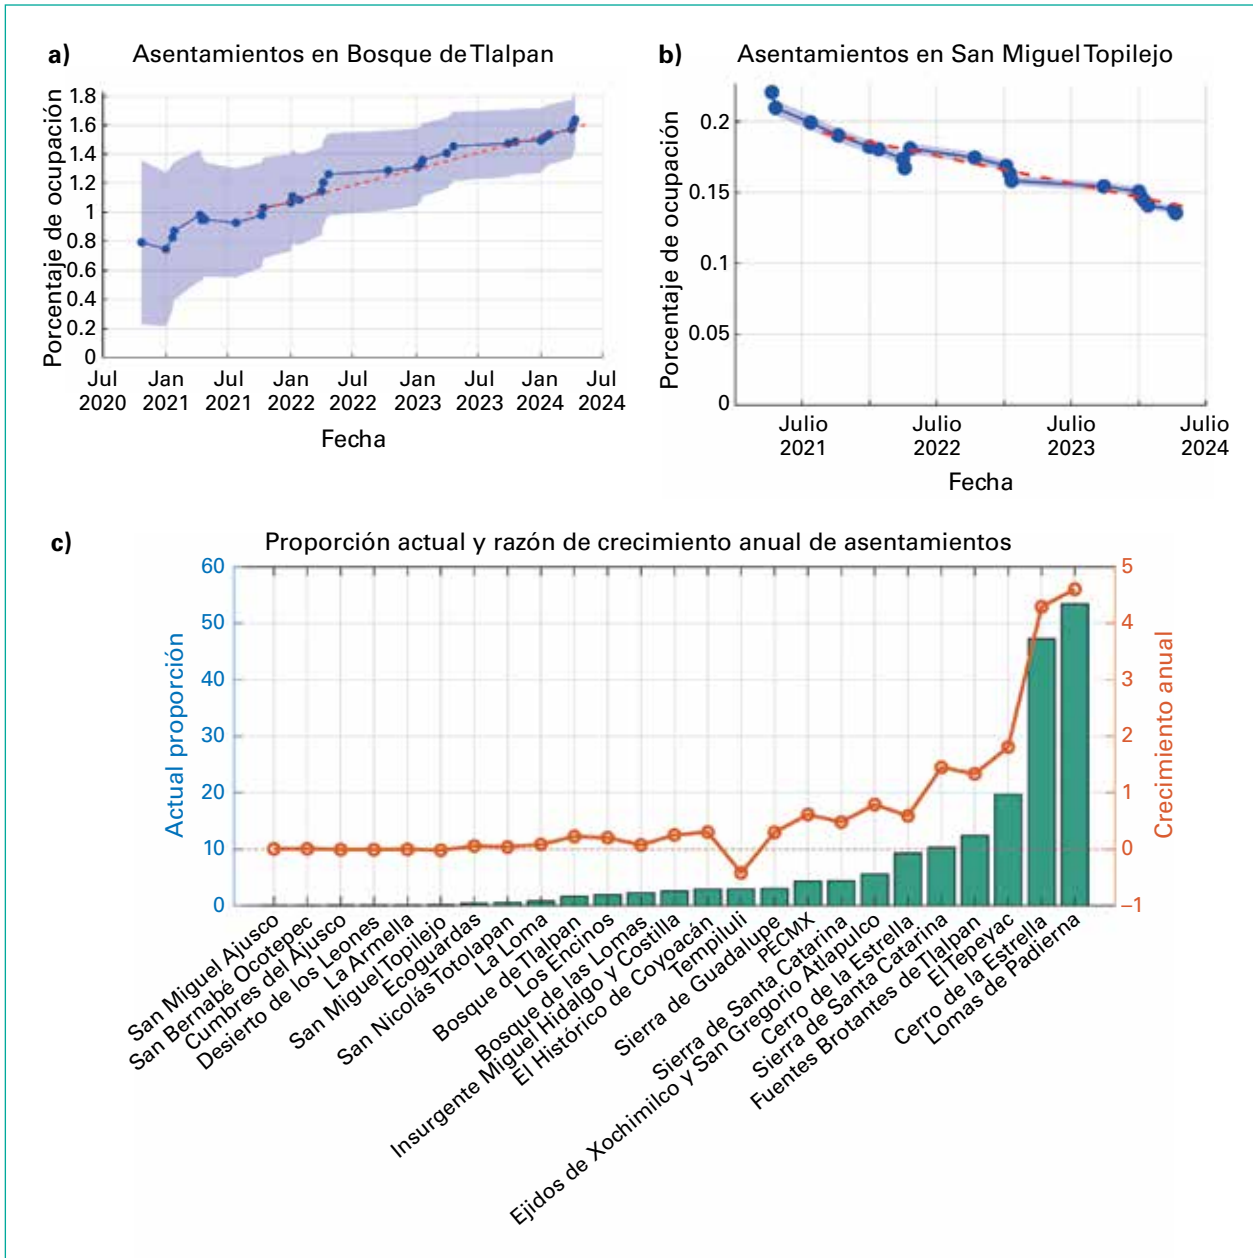 a)
Asentamientos en Bosque de Tlalpan
Porcentaje de ocupación
1.8
1.6
1.4
1.2
1
0.8
0.6
0.4
0.2
0
Jul Jan Jul Jan Jul Jan Jul Jan Jul
2020 2021 2021 2022 2022 2023 2023 2024 2024
Fecha
b)
Asentamientos en San Miguel Topilejo
Porcentaje de ocupación
0.2
0.15
0.1
0.05
0
Julio Julio Julio Julio
2021 2022 2023 2024
Fecha
c)
Proporción actual y razón de crecimiento anual de asentamientos
Actual proporción
60
50
40
30
20
10
0
5
4
3
2
1
0
−1
Crecimiento anual
San Miguel Ajusco
San Bernabé Ocotepec
Cumbres del Ajusco
Desierto de los Leones
La Armella
San Miguel Topilejo
Ecoguardas
San Nicolás Totolapan
La Loma
Bosque de Tlalpan
Los Encinos
Bosque de las Lomas
Insurgente Miguel Hidalgo y Costilla
El Histórico de Coyoacán
Tempiluli
Sierra de Guadalupe
PECMX
Sierra de Santa Catarina
Ejidos de Xochimilco y San Gregorio Atlapulco
Cerro de la Estrella
Sierra de Santa Catarina
Fuentes Brotantes de Tlalpan
El Tepeyac
Cerro de la Estrella
Lomas de Padierna